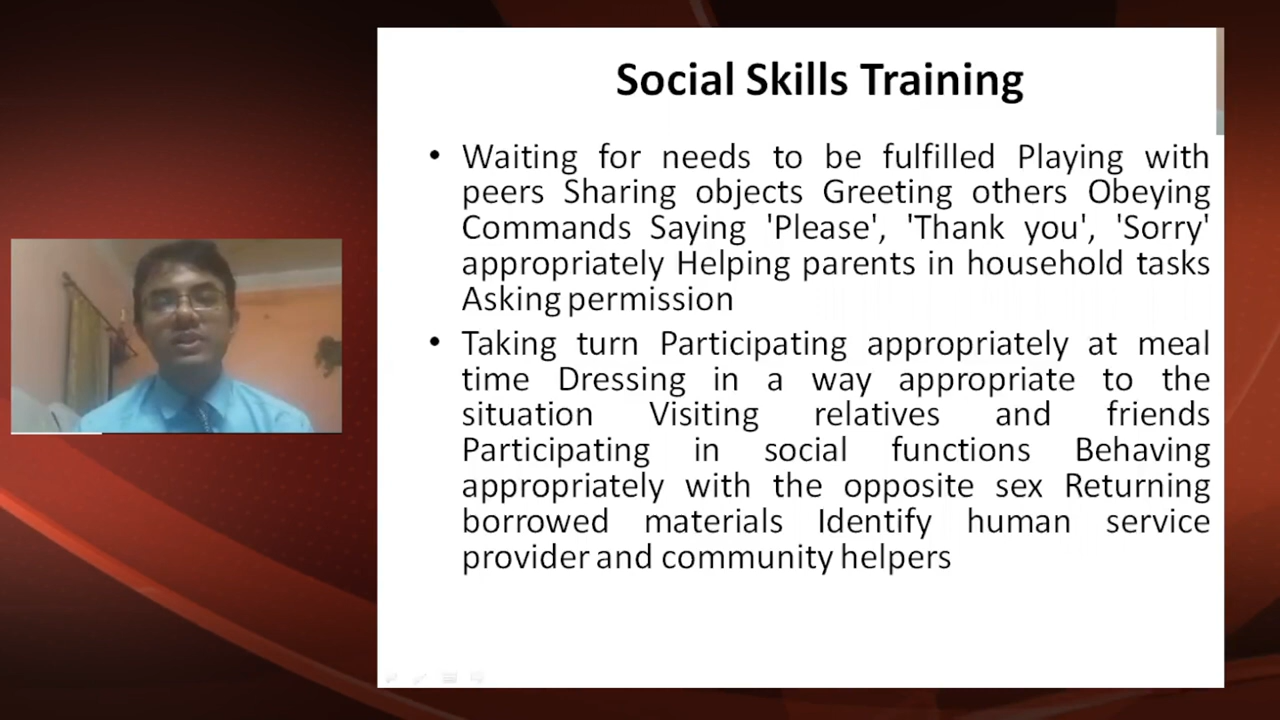 Social Skills Training
• Waiting for needs to be fulfilled Playing with
peers Sharing objects Greeting others Obeying
Commands Saying 'Please', 'Thank you', 'Sorry'
appropriately Helping parents in household tasks
Asking permission
• Taking turn Participating appropriately at meal
time Dressing in a way appropriate to the
situation Visiting relatives and friends
Participating in social functions Behaving
appropriately with the opposite sex Returning
borrowed materials Identify human service
provider and community helpers